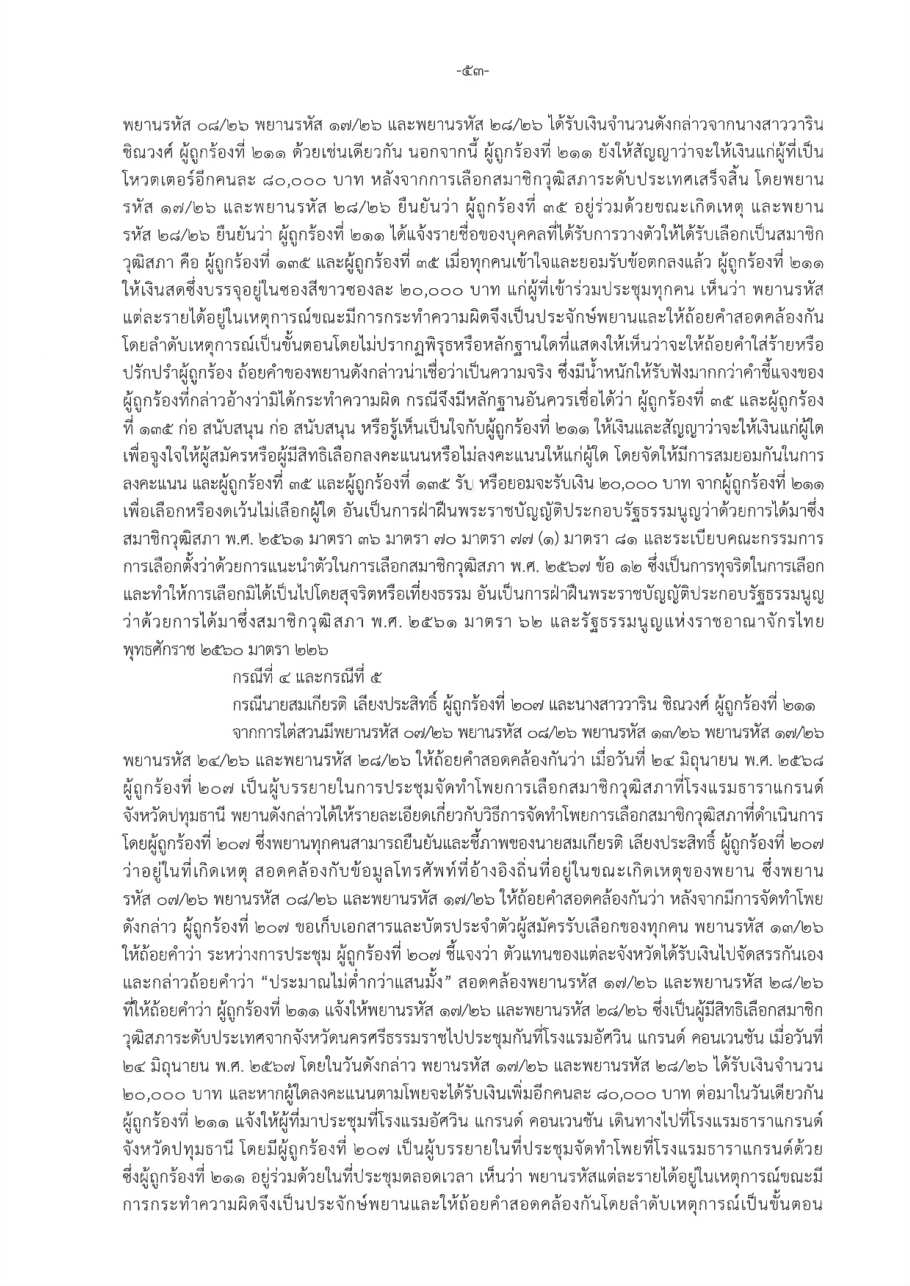 -๕๓-
พยานรหัส ๐๘/๒๖ พยานรหัส ๑๗/๒๖ และพยานรหัส ๒๘/๒๖ ได้รับเงินจำนวนดังกล่าวจากนางสาววาริน
ชิณวงศ์ ผู้ถูกร้องที่ ๒๑๑ ด้วยเช่นเดียวกัน นอกจากนี้ ผู้ถูกร้องที่ ๒๑๑ ยังให้สัญญาว่าจะให้เงินแก่ผู้ที่เป็น
โหวตเตอร์อีกคนละ ๘๐,๐๐๐ บาท หลังจากการเลือกสมาชิกวุฒิสภาระดับประเทศเสร็จสิ้น โดยพยาน
รหัส ๑๗/๒๖ และพยานรหัส ๒๘/๒๖ ยืนยันว่า ผู้ถูกร้องที่ ๓๕ อยู่ร่วมด้วยขณะเกิดเหตุ และพยาน
รหัส ๒๘/๒๖ ยืนยันว่า ผู้ถูกร้องที่ ๒๑๑ ได้แจ้งรายชื่อของบุคคลที่ได้รับการวางตัวให้ได้รับเลือกเป็นสมาชิก
วุฒิสภา คือ ผู้ถูกร้องที่ ๑๓๕ และผู้ถูกร้องที่ ๓๕ เมื่อทุกคนเข้าใจและยอมรับข้อตกลงแล้ว ผู้ถูกร้องที่ ๒๑๑
ให้เงินสดซึ่งบรรจุอยู่ในซองสีขาวซองละ ๒๐,๐๐๐ บาท แก่ผู้ที่เข้าร่วมประชุมทุกคน เห็นว่า พยานรหัส
แต่ละรายได้อยู่ในเหตุการณ์ขณะมีการกระทำความผิดจึงเป็นประจักษ์พยานและให้ถ้อยคำสอดคล้องกัน
โดยลำดับเหตุการณ์เป็นขั้นตอนโดยไม่ปรากฏพิรุธหรือหลักฐานใดที่แสดงให้เห็นว่าจะให้ถ้อยคำใส่ร้ายหรือ
ปรักปรำผู้ถูกร้อง ถ้อยคำของพยานดังกล่าวน่าเชื่อว่าเป็นความจริง ซึ่งมีน้ำหนักให้รับฟังมากกว่าคำชี้แจงของ
ผู้ถูกร้องที่กล่าวอ้างว่ามิได้กระทำความผิด กรณีจึงมีหลักฐานอันควรเชื่อได้ว่า ผู้ถูกร้องที่ ๓๕ และผู้ถูกร้อง
ที่ ๑๓๕ ก่อ สนับสนุน ก่อ สนับสนุน หรือรู้เห็นเป็นใจกับผู้ถูกร้องที่ ๒๑๑ ให้เงินและสัญญาว่าจะให้เงินแก่ผู้ใด
เพื่อจูงใจให้ผู้สมัครหรือผู้มีสิทธิเลือกลงคะแนนหรือไม่ลงคะแนนให้แก่ผู้ใด โดยจัดให้มีการสมยอมกันในการ
ลงคะแนน และผู้ถูกร้องที่ ๓๕ และผู้ถูกร้องที่ ๑๓๕ รับ หรือยอมจะรับเงิน ๒๐,๐๐๐ บาท จากผู้ถูกร้องที่ ๒๑๑
เพื่อเลือกหรืองดเว้นไม่เลือกผู้ใด อันเป็นการฝ่าฝืนพระราชบัญญัติประกอบรัฐธรรมนูญว่าด้วยการได้มาซึ่ง
สมาชิกวุฒิสภา พ.ศ. ๒๕๖๑ มาตรา ๓๖ มาตรา ๗๐ มาตรา ๗๗ (๑) มาตรา ๘๑ และระเบียบคณะกรรมการ
การเลือกตั้งว่าด้วยการแนะนำตัวในการเลือกสมาชิกวุฒิสภา พ.ศ. ๒๕๖๗ ข้อ ๑๒ ซึ่งเป็นการทุจริตในการเลือก
และทำให้การเลือกมิได้เป็นไปโดยสุจริตหรือเที่ยงธรรม อันเป็นการฝ่าฝืนพระราชบัญญัติประกอบรัฐธรรมนูญ
ว่าด้วยการได้มาซึ่งสมาชิกวุฒิสภา พ.ศ. ๒๕๖๑ มาตรา ๖๒ และรัฐธรรมนูญแห่งราชอาณาจักรไทย
พุทธศักราช ๒๕๖๐ มาตรา ๒๒๖
กรณีที่ ๔ และกรณีที่ ๕
กรณีนายสมเกียรติ เลียงประสิทธิ์ ผู้ถูกร้องที่ ๒๐๗ และนางสาววาริน ชิณวงศ์ ผู้ถูกร้องที่ ๒๑๑
จากการไต่สวนมีพยานรหัส ๐๗/๒๖ พยานรหัส ๐๘/๒๖ พยานรหัส ๑๓/๒๖ พยานรหัส ๑๗/๒๖
พยานรหัส ๒๔/๒๖ และพยานรหัส ๒๘/๒๖ ให้ถ้อยคำสอดคล้องกันว่า เมื่อวันที่ ๒๔ มิถุนายน พ.ศ. ๒๕๖๘
ผู้ถูกร้องที่ ๒๐๗ เป็นผู้บรรยายในการประชุมจัดทำโพยการเลือกสมาชิกวุฒิสภาที่โรงแรมธาราแกรนด์
จังหวัดปทุมธานี พยานดังกล่าวได้ให้รายละเอียดเกี่ยวกับวิธีการจัดทำโพยการเลือกสมาชิกวุฒิสภาที่ดำเนินการ
โดยผู้ถูกร้องที่ ๒๐๗ ซึ่งพยานทุกคนสามารถยืนยันและชี้ภาพของนายสมเกียรติ เลียงประสิทธิ์ ผู้ถูกร้องที่ ๒๐๗
ว่าอยู่ในที่เกิดเหตุ สอดคล้องกับข้อมูลโทรศัพท์ที่อ้างอิงถิ่นที่อยู่ในขณะเกิดเหตุของพยาน ซึ่งพยาน
รหัส ๐๗/๒๖ พยานรหัส ๐๘/๒๖ และพยานรหัส ๑๗/๒๖ ให้ถ้อยคำสอดคล้องกันว่า หลังจากมีการจัดทำโพย
ดังกล่าว ผู้ถูกร้องที่ ๒๐๗ ขอเก็บเอกสารและบัตรประจำตัวผู้สมัครรับเลือกของทุกคน พยานรหัส ๑๓/๒๖
ให้ถ้อยคำว่า ระหว่างการประชุม ผู้ถูกร้องที่ ๒๐๗ ชี้แจงว่า ตัวแทนของแต่ละจังหวัดได้รับเงินไปจัดสรรกันเอง
และกล่าวถ้อยคำว่า “ประมาณไม่ต่ำกว่าแสนมั้ง” สอดคล้องพยานรหัส ๑๗/๒๖ และพยานรหัส ๒๘/๒๖
ที่ให้ถ้อยคำว่า ผู้ถูกร้องที่ ๒๑๑ แจ้งให้พยานรหัส ๑๗/๒๖ และพยานรหัส ๒๘/๒๖ ซึ่งเป็นผู้มีสิทธิเลือกสมาชิก
วุฒิสภาระดับประเทศจากจังหวัดนครศรีธรรมราชไปประชุมกันที่โรงแรมอัศวิน แกรนด์ คอนเวนชัน เมื่อวันที่
๒๔ มิถุนายน พ.ศ. ๒๕๖๗ โดยในวันดังกล่าว พยานรหัส ๑๗/๒๖ และพยานรหัส ๒๘/๒๖ ได้รับเงินจำนวน
๒๐,๐๐๐ บาท และหากผู้ใดลงคะแนนตามโพยจะได้รับเงินเพิ่มอีกคนละ ๘๐,๐๐๐ บาท ต่อมาในวันเดียวกัน
ผู้ถูกร้องที่ ๒๑๑ แจ้งให้ผู้ที่มาประชุมที่โรงแรมอัศวิน แกรนด์ คอนเวนชัน เดินทางไปที่โรงแรมธาราแกรนด์
จังหวัดปทุมธานี โดยมีผู้ถูกร้องที่ ๒๐๗ เป็นผู้บรรยายในที่ประชุมจัดทำโพยที่โรงแรมธาราแกรนด์ด้วย
ซึ่งผู้ถูกร้องที่ ๒๑๑ อยู่ร่วมด้วยในที่ประชุมตลอดเวลา เห็นว่า พยานรหัสแต่ละรายได้อยู่ในเหตุการณ์ขณะมี
การกระทำความผิดจึงเป็นประจักษ์พยานและให้ถ้อยคำสอดคล้องกันโดยลำดับเหตุการณ์เป็นขั้นตอน